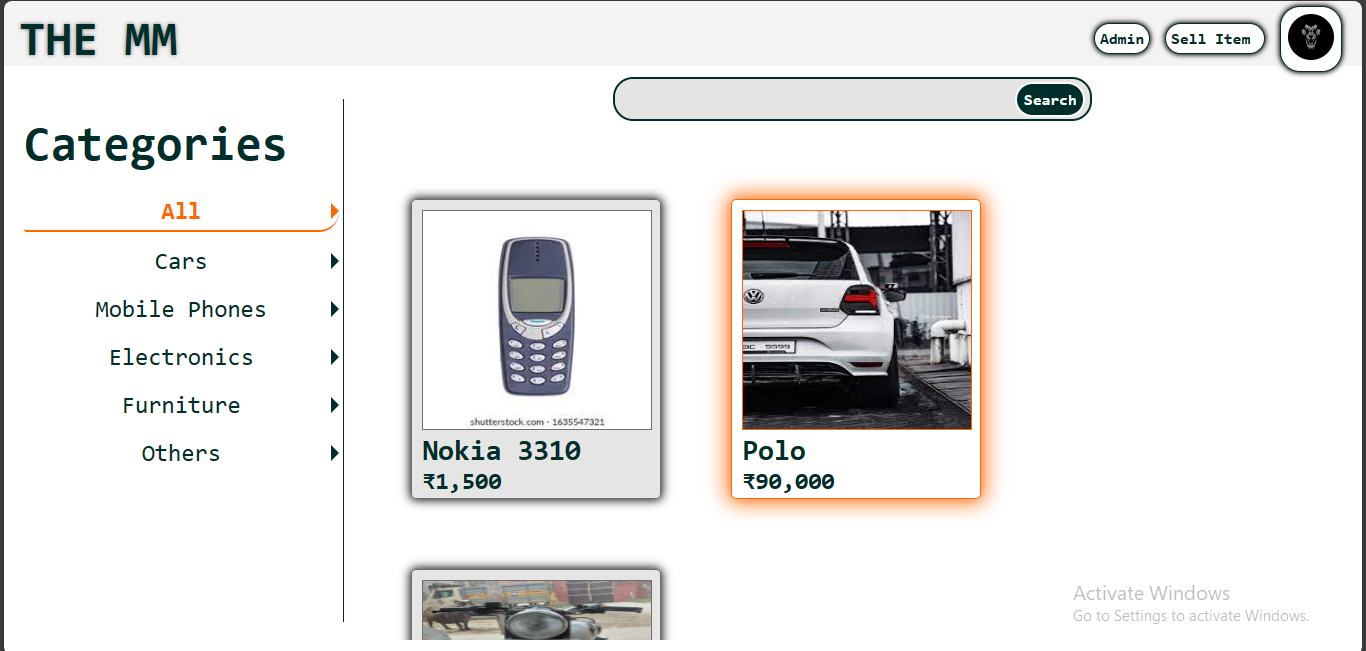 THE MM
Admin
Sell Item
Search
Categories
All
Cars
Mobile Phones
Electronics
Furniture
Others
shutterstock.com · 1635547321
Nokia 3310
₹1,500
5999
Polo
₹90,000
Activate Windows
Go to Settings to activate Windows.